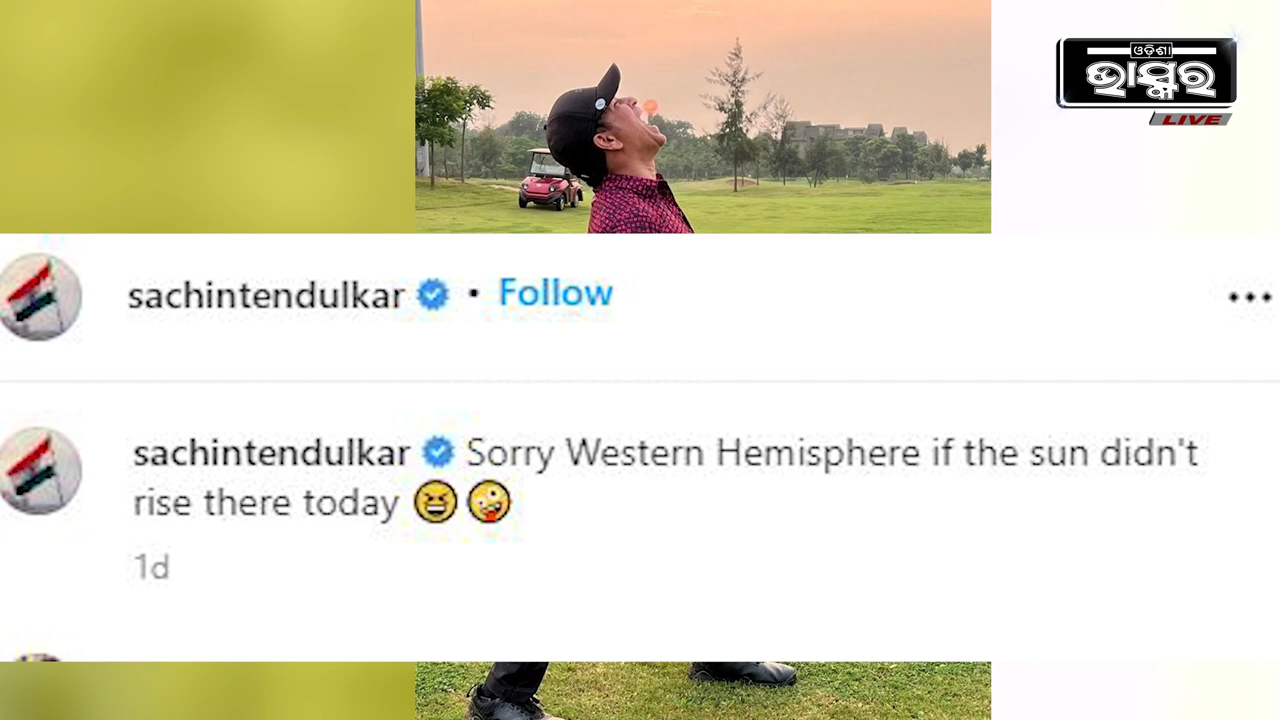 ଓଡ଼ିଶା
ଭାସ୍କର
LIVE
sachintendulkar • Follow
sachintendulkar Sorry Western Hemisphere if the sun didn't
rise there today 😆🤪
1d